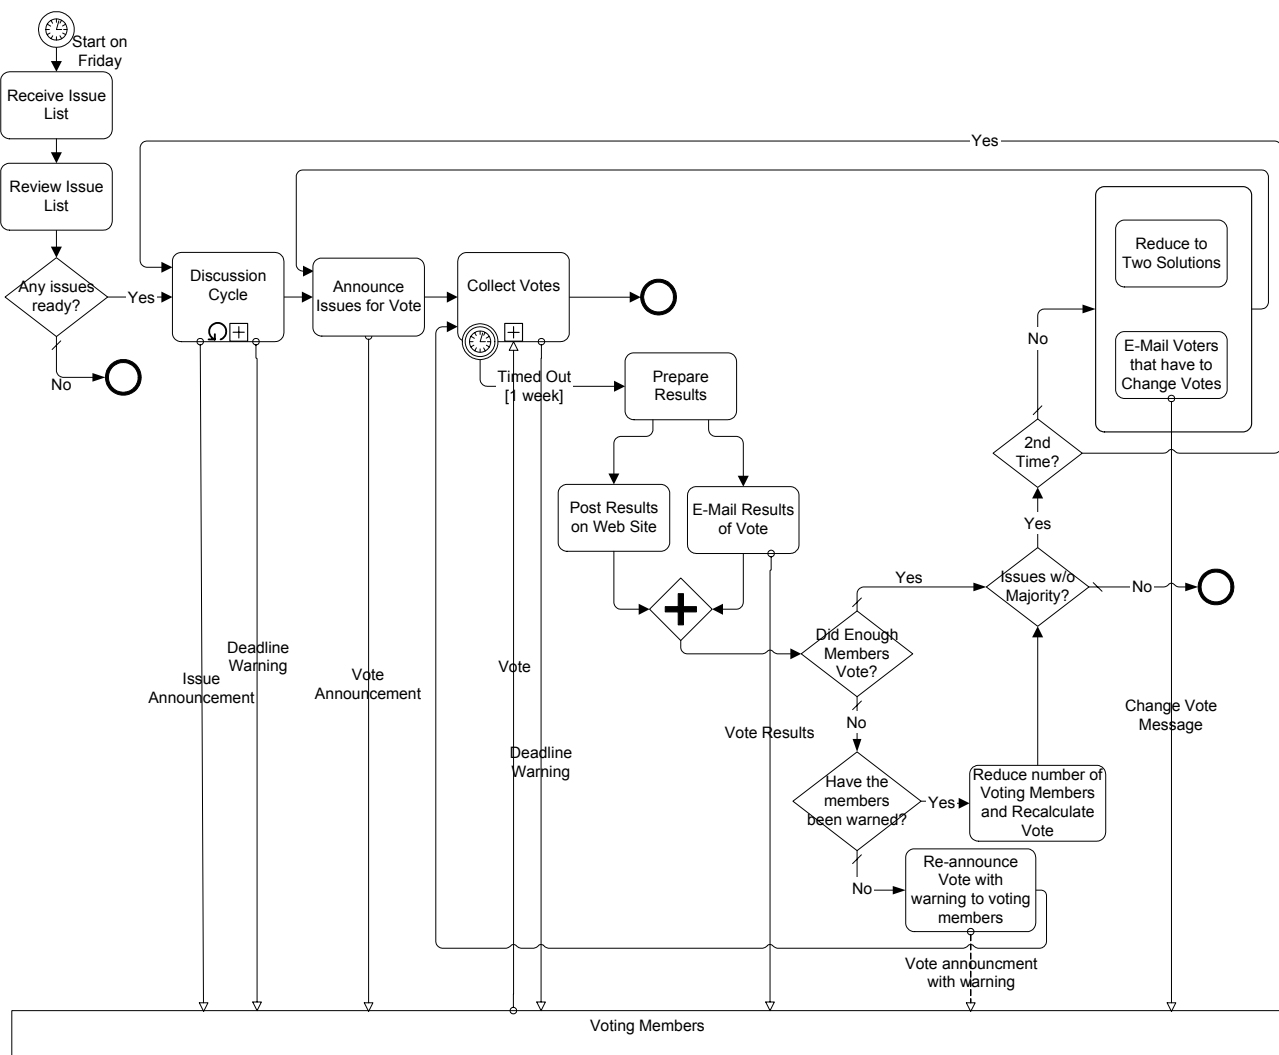 Start on
Friday
Receive Issue
List
Review Issue
List
Any issues
ready?
Yes
No
Discussion
Cycle
Announce
Issues for Vote
Collect Votes
Timed Out
[1 week]
Prepare
Results
Post Results
on Web Site
E-Mail Results
of Vote
Did Enough
Members
Vote?
Yes
No
Have the
members
been warned?
Yes
No
Reduce number of
Voting Members
and Recalculate
Vote
Re-announce
Vote with
warning to voting
members
Issues w/o
Majority?
No
Yes
2nd
Time?
No
Yes
Reduce to
Two Solutions
E-Mail Voters
that have to
Change Votes
Issue
Announcement
Deadline
Warning
Vote
Announcement
Vote
Deadline
Warning
Vote Results
Vote announcment
with warning
Change Vote
Message
Voting Members